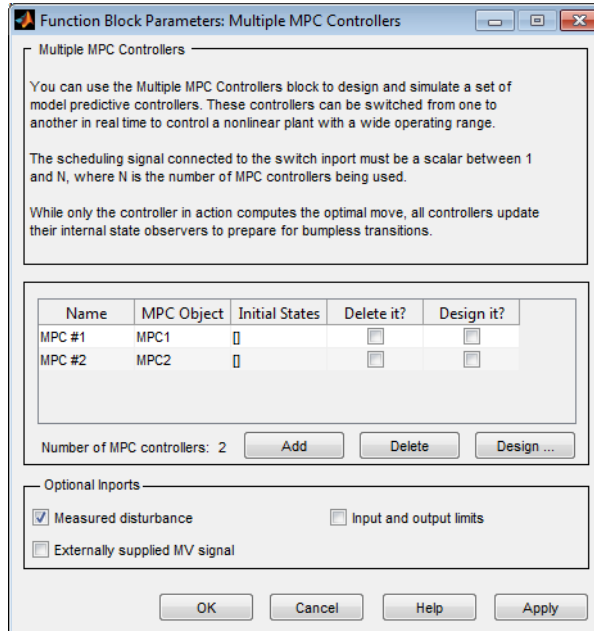 Function Block Parameters: Multiple MPC Controllers
Multiple MPC Controllers
You can use the Multiple MPC Controllers block to design and simulate a set of
model predictive controllers. These controllers can be switched from one to
another in real time to control a nonlinear plant with a wide operating range.
The scheduling signal connected to the switch inport must be a scalar between 1
and N, where N is the number of MPC controllers being used.
While only the controller in action computes the optimal move, all controllers update
their internal state observers to prepare for bumpless transitions.
Name MPC Object Initial States Delete it? Design it?
MPC #1 MPC1 []
MPC #2 MPC2 []
Number of MPC controllers: 2 Add Delete Design ...
Optional Inports
Measured disturbance Input and output limits
Externally supplied MV signal
OK Cancel Help Apply